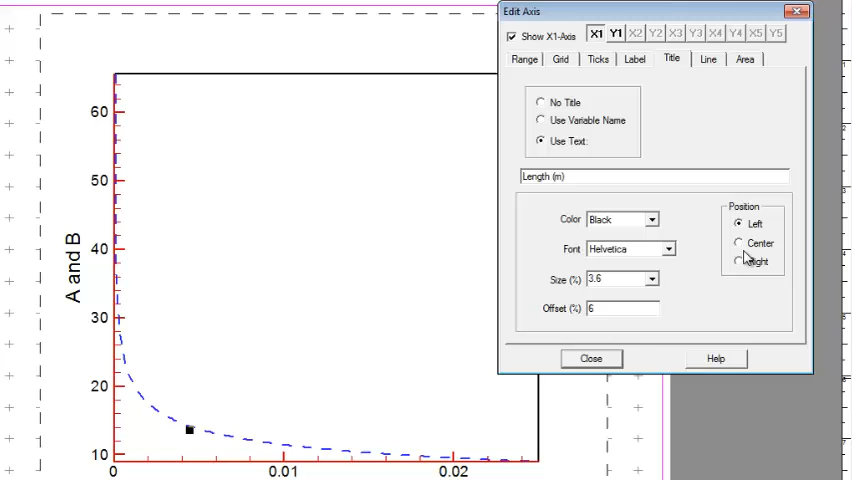 Edit Axis
Show X1-Axis X1 Y1 X2 Y2 X3 Y3 X4 Y4 X5 Y5
Range Grid Ticks Label Title Line Area
No Title
Use Variable Name
Use Text:
Length (m)
Position
Color Black
Left
Center
Font Helvetica
Right
Size (%) 3.6
Offset (%) 6
Close Help
60
50
40
30
20
10
A and B
0 0.01 0.02